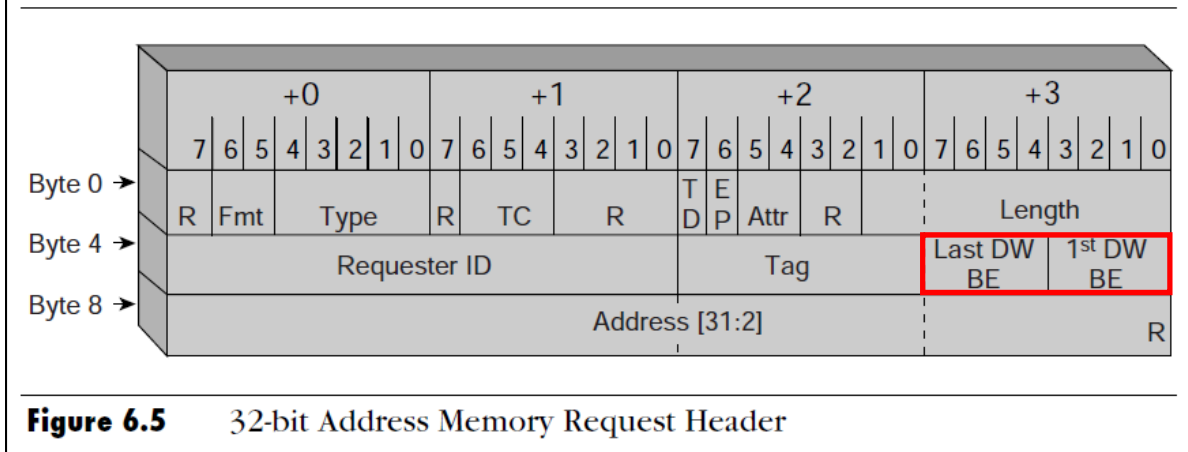 +0 +1 +2 +3
7 6 5 4 3 2 1 0 7 6 5 4 3 2 1 0 7 6 5 4 3 2 1 0 7 6 5 4 3 2 1 0
Byte 0
R Fmt Type R TC R TD EP Attr R Length
Byte 4
Requester ID Tag Last DW BE 1st DW BE
Byte 8
Address [31:2] R
Figure 6.5 32-bit Address Memory Request Header